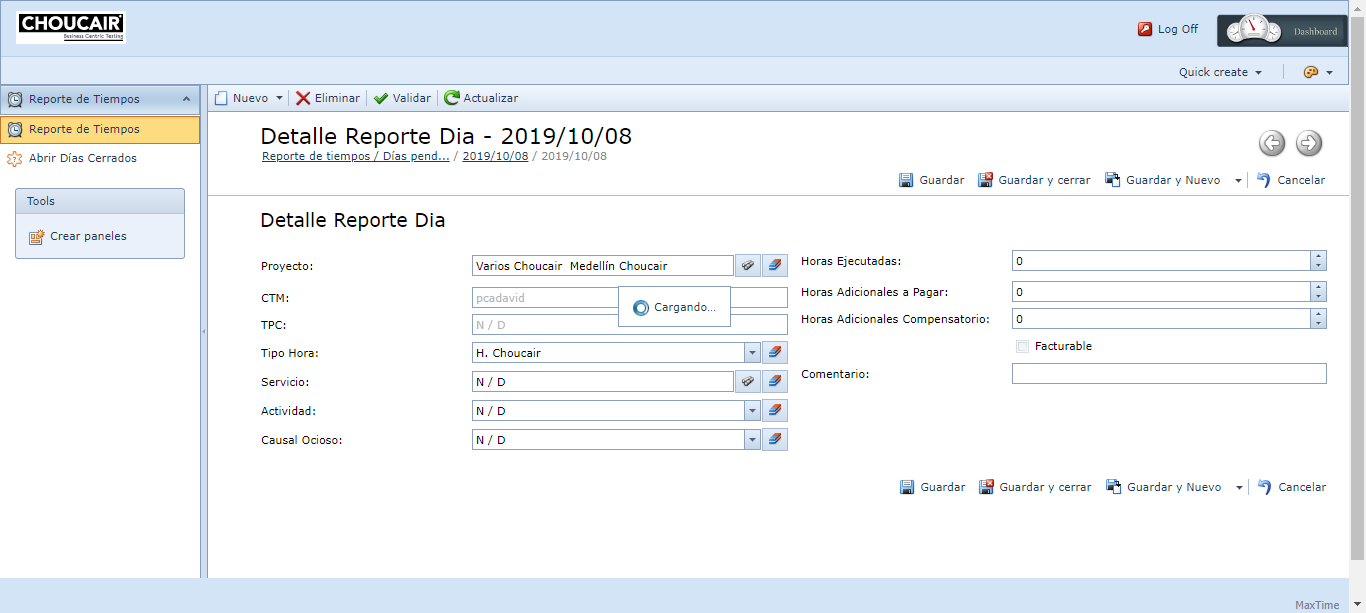 CHOUCAIR
Business Centric Testing
Log Off
Dashboard
Quick create
Reporte de Tiempos
Reporte de Tiempos
Abrir Días Cerrados
Tools
Crear paneles
Nuevo Eliminar Validar Actualizar
Detalle Reporte Dia - 2019/10/08
Reporte de tiempos / Días pend... / 2019/10/08 / 2019/10/08
Guardar Guardar y cerrar Guardar y Nuevo Cancelar
Detalle Reporte Dia
Proyecto: Varios Choucair Medellín Choucair
CTM: pcadavid
TPC: N / D
Tipo Hora: H. Choucair
Servicio: N / D
Actividad: N / D
Causal Ocioso: N / D
Cargando...
Horas Ejecutadas: 0
Horas Adicionales a Pagar: 0
Horas Adicionales Compensatorio: 0
Facturable
Comentario:
Guardar Guardar y cerrar Guardar y Nuevo Cancelar
MaxTime